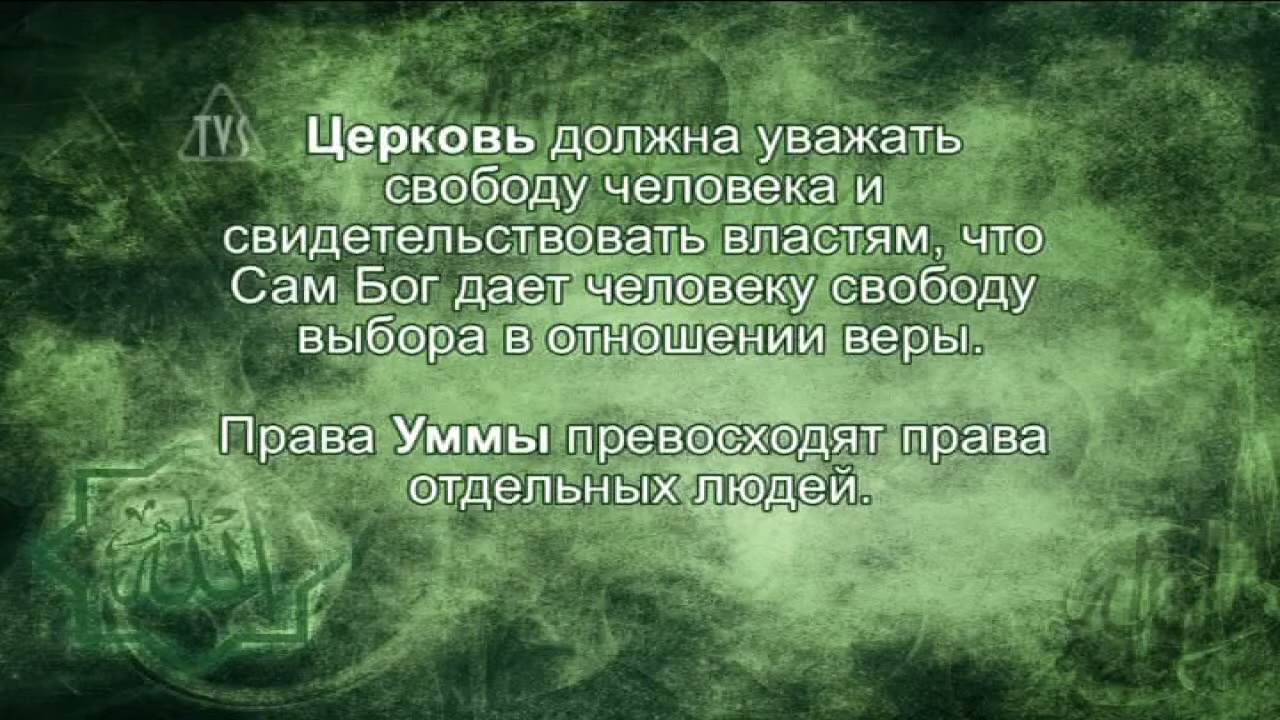 TVS
Церковь должна уважать
свободу человека и
свидетельствовать властям, что
Сам Бог дает человеку свободу
выбора в отношении веры.
Права Уммы превосходят права
отдельных людей.
الله